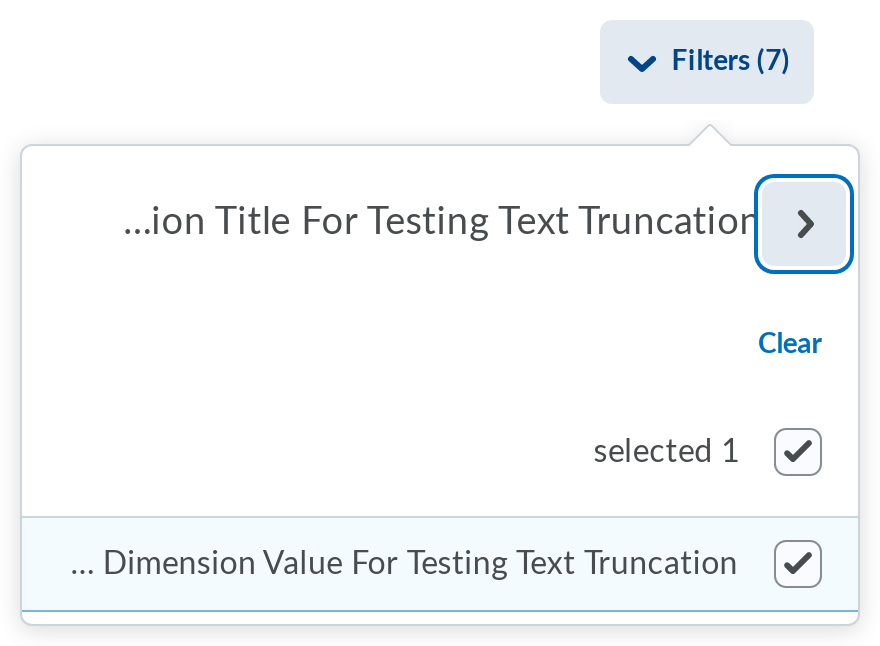 Filters (7)
...ion Title For Testing Text Truncation
Clear
selected 1
... Dimension Value For Testing Text Truncation